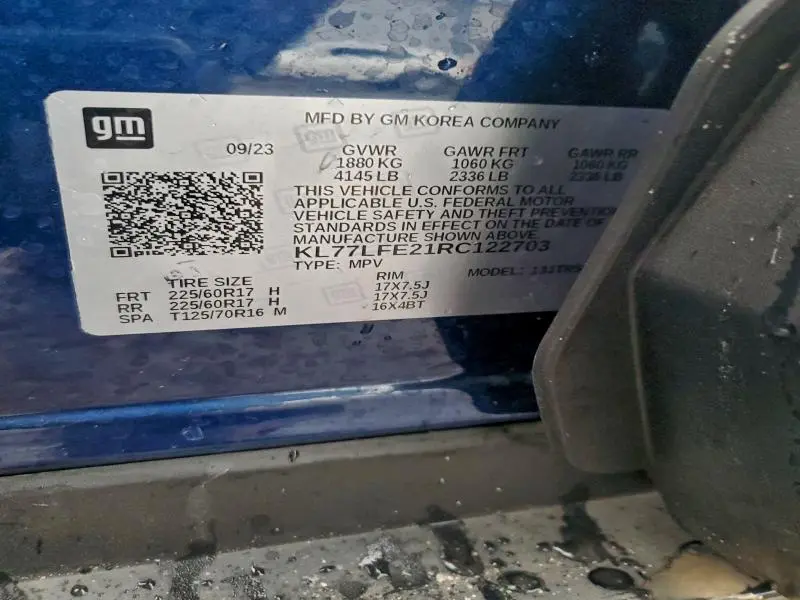 gm
MFD BY GM KOREA COMPANY
09/23 GVWR GAWR FRT GAWR RR
1880 KG 1060 KG 1060 KG
4145 LB 2336 LB 2336 LB
THIS VEHICLE CONFORMS TO ALL
APPLICABLE U.S. FEDERAL MOTOR
VEHICLE SAFETY AND THEFT PREVENTION
STANDARDS IN EFFECT ON THE DATE OF
MANUFACTURE SHOWN ABOVE.
KL77LFE21RC122703
TYPE: MPV MODEL:
TIRE SIZE RIM
FRT 225/60R17 H 17X7.5J
RR 225/60R17 H 17X7.5J
SPA T125/70R16 M 16X4BT